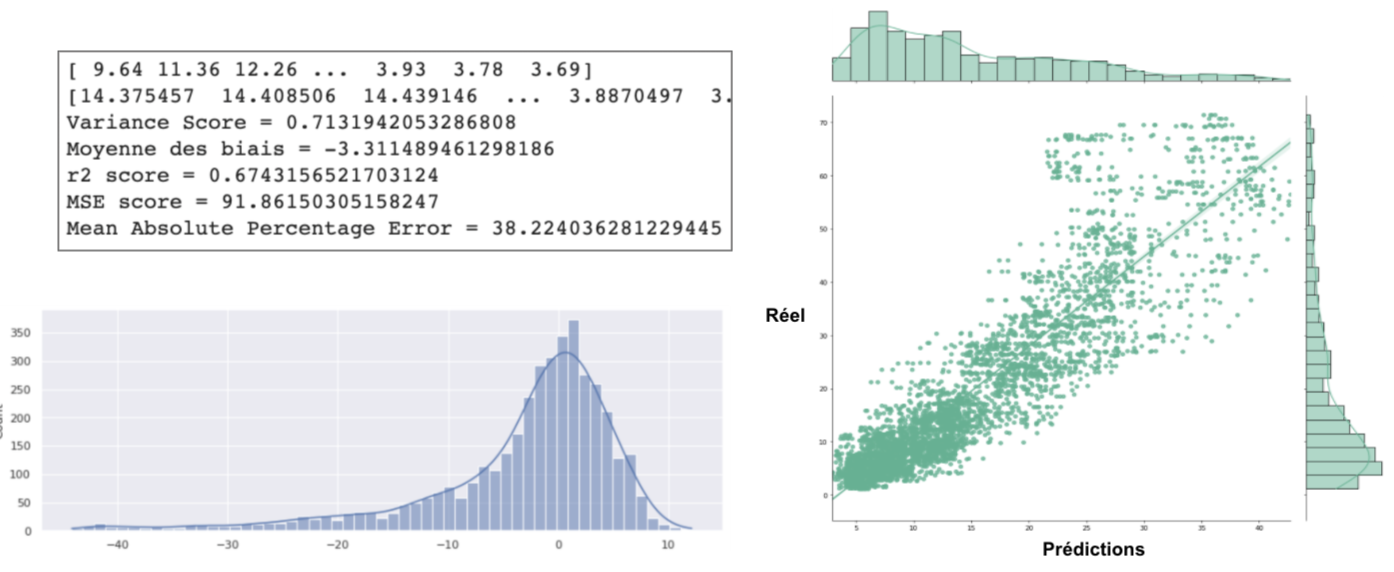 [ 9.64 11.36 12.26 ... 3.93 3.78 3.69]
[14.375457 14.408506 14.439146 ... 3.8870497 3.
Variance Score = 0.7131942053286808
Moyenne des biais = -3.3114894612981​86
r2 score = 0.6743156521703124
MSE score = 91.86150305158247
Mean Absolute Percentage Error = 38.224036281229445
350
300
250
200
150
100
50
0
Count
-40 -30 -20 -10 0 10
Réel
70
60
50
40
30
20
10
0
5 10 15 20 25 30 35 40
Prédictions